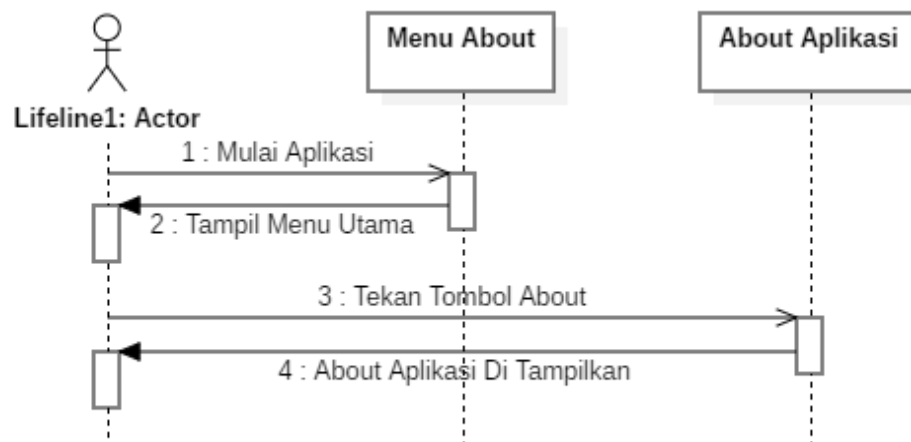 Menu About
About Aplikasi
Lifeline1: Actor
1 : Mulai Aplikasi
2 : Tampil Menu Utama
3 : Tekan Tombol About
4 : About Aplikasi Di Tampilkan